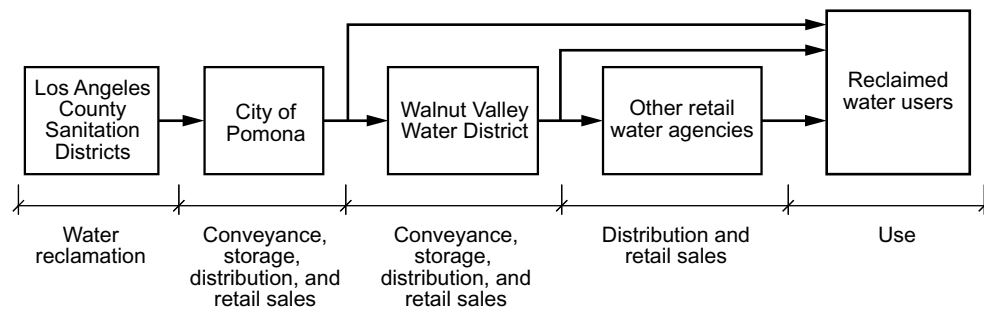 Los Angeles
County
Sanitation
Districts
City of
Pomona
Walnut Valley
Water District
Other retail
water agencies
Reclaimed
water users
Water
reclamation
Conveyance,
storage,
distribution, and
retail sales
Conveyance,
storage,
distribution, and
retail sales
Distribution and
retail sales
Use